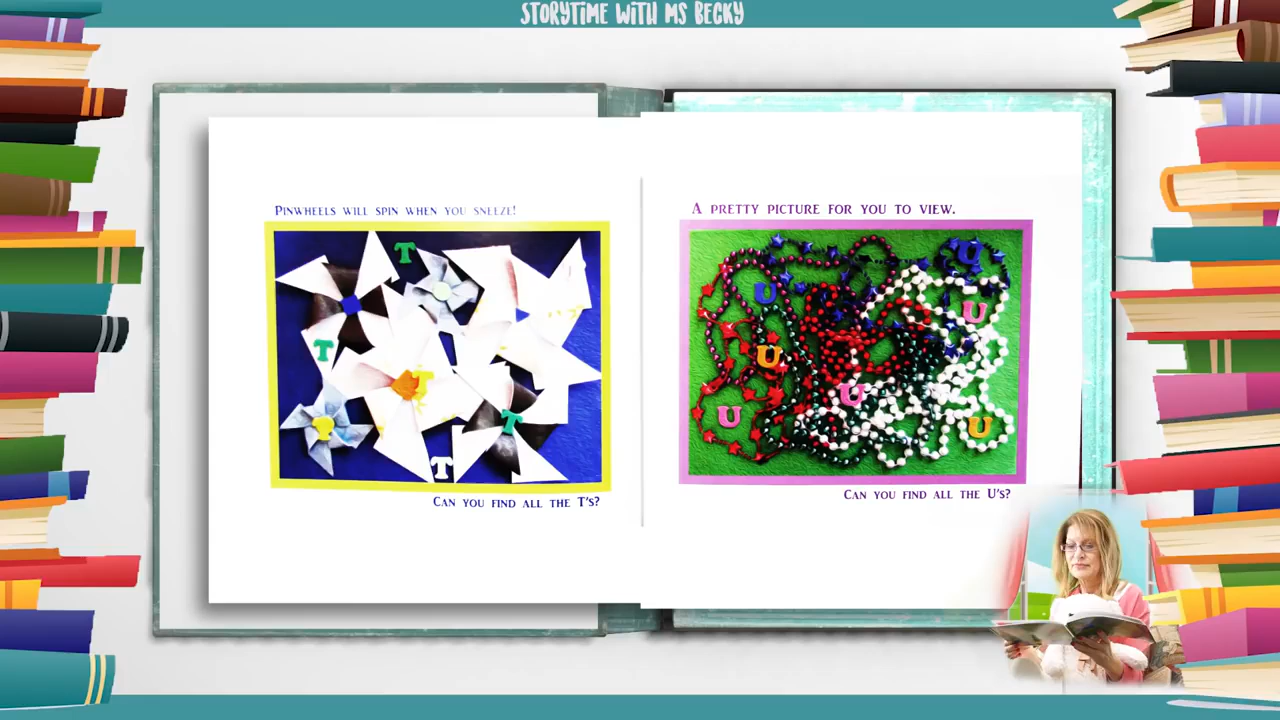 STORYTIME WITH MS BECKY
PINWHEELS WILL SPIN WHEN YOU SNEEZE!
T
T
T
T
T
T
CAN YOU FIND ALL THE T'S?
A PRETTY PICTURE FOR YOU TO VIEW.
U
U
U
U
U
U
U
CAN YOU FIND ALL THE U'S?